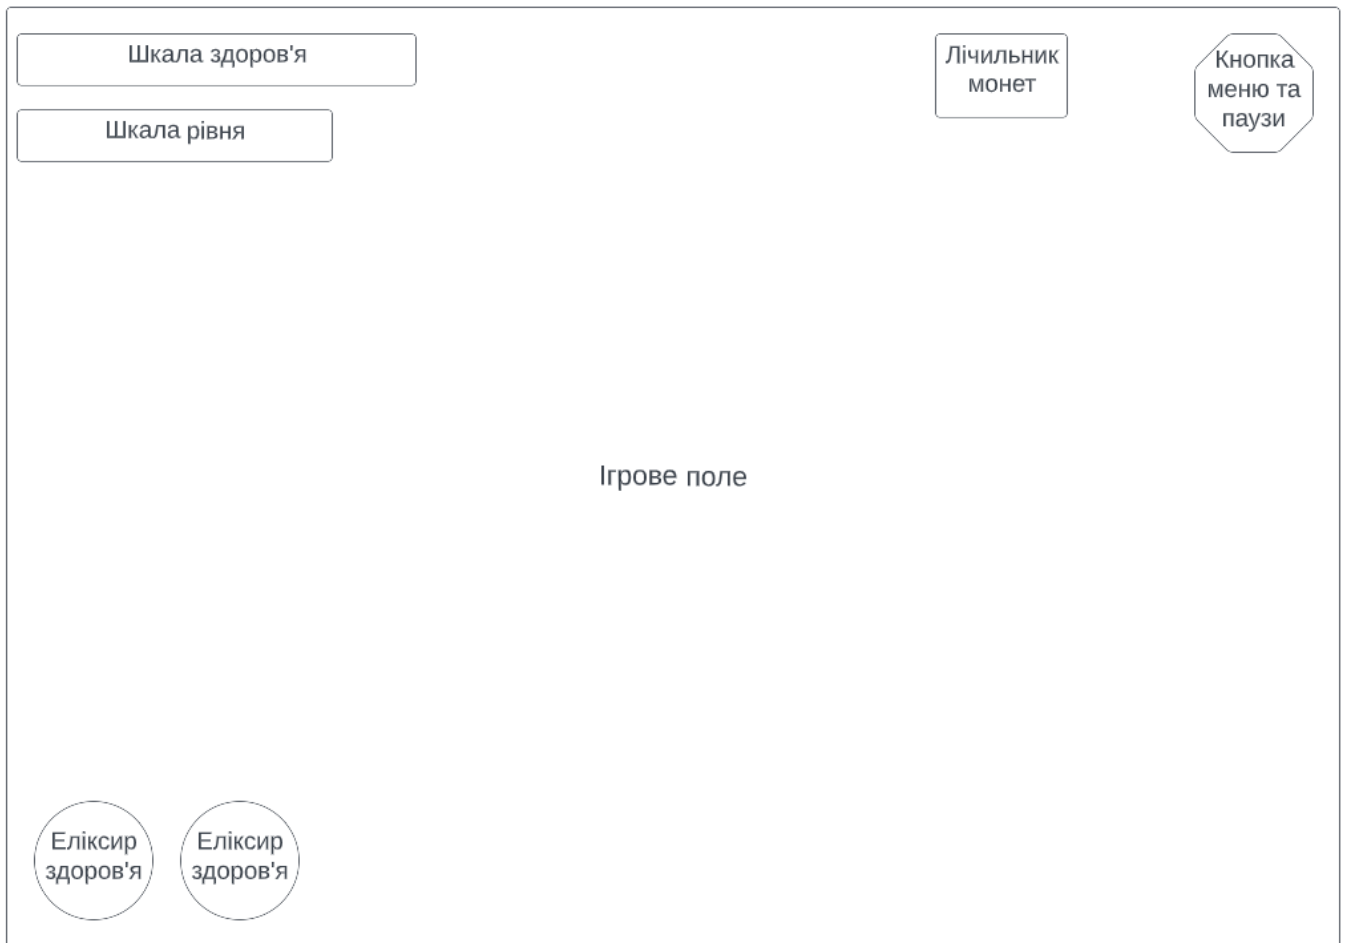 Шкала здоров'я
Шкала рівня
Лічильник
монет
Кнопка
меню та
паузи
Ігрове поле
Еліксир
здоров'я
Еліксир
здоров'я